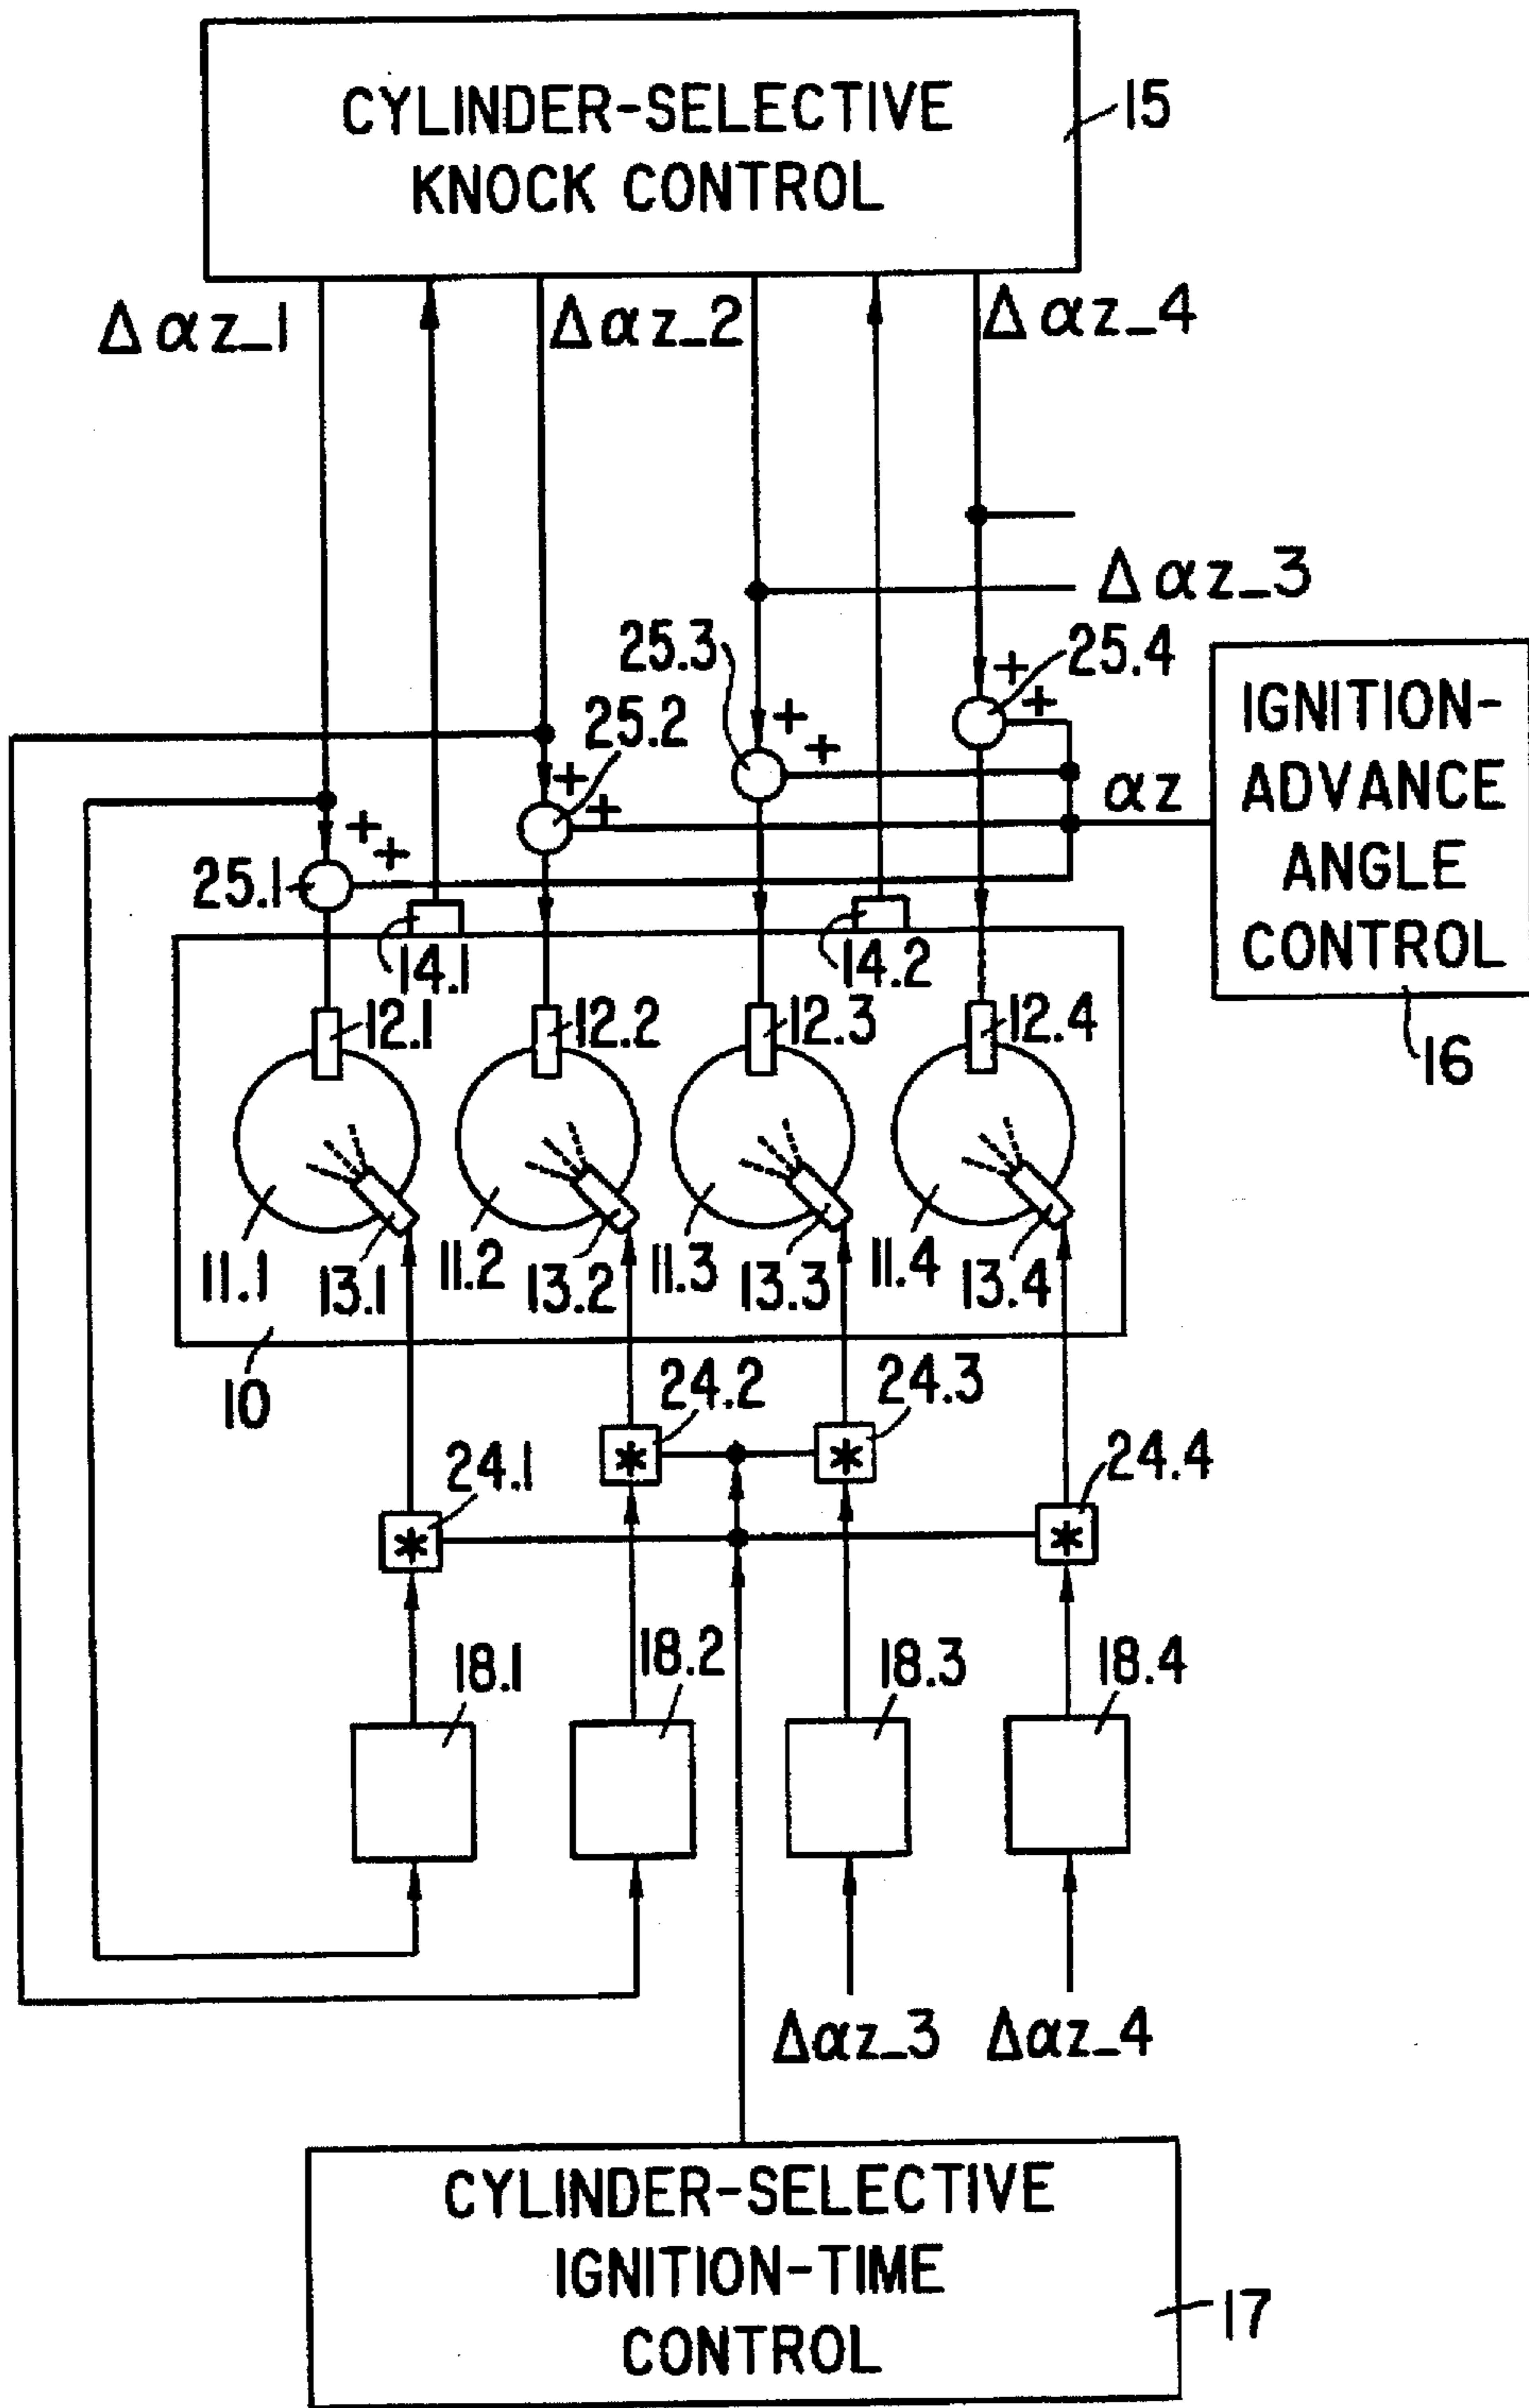 CYLINDER-SELECTIVE
KNOCK CONTROL
15
Δαz_1
Δαz_2
Δαz_4
Δαz_3
25.3
25.4
+
+
IGNITION-
ADVANCE
ANGLE
CONTROL
25.2
+
+
αz
+
+
25.1
+
+
14.1
14.2
16
12.1
12.2
12.3
12.4
11.1
13.1
11.2
13.2
11.3
13.3
11.4
13.4
10
24.2
24.3
*
*
24.1
24.4
*
*
18.1
18.2
18.3
18.4
Δαz_3
Δαz_4
CYLINDER-SELECTIVE
IGNITION-TIME
CONTROL
17